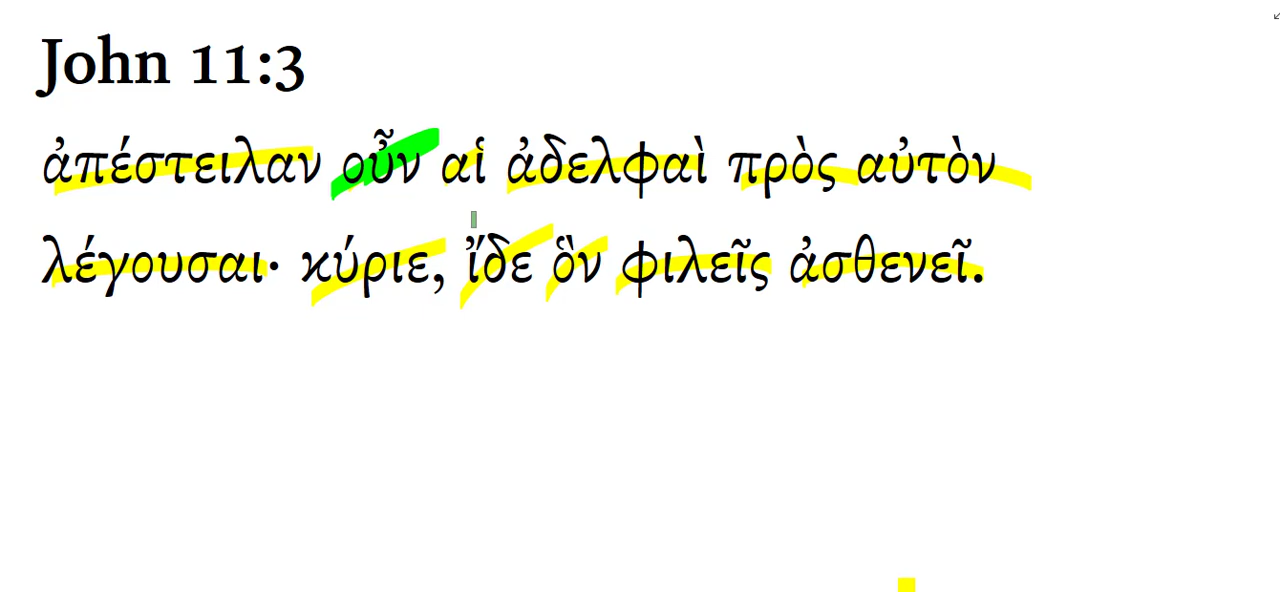 John 11:3
ἀπέστειλαν οὖν αἱ ἀδελφαὶ πρὸς αὐτὸν
λέγουσαι· κύριε, ἴδε ὃν φιλεῖς ἀσθενεῖ.